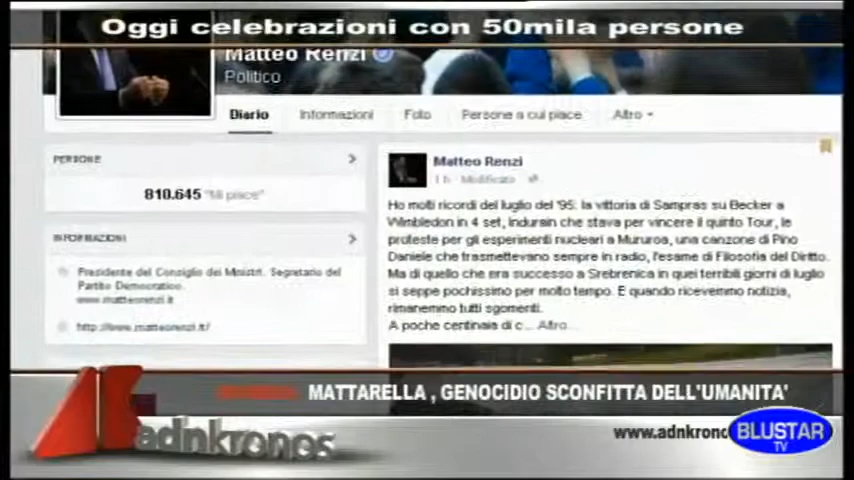 Oggi celebrazioni con 50mila persone
Matteo Renzi
Politico
Diario Informazioni Foto Persone a cui piace Altro
PERSONE
810.645 "Mi piace"
INFORMAZIONI
Presidente del Consiglio dei Ministri. Segretario del
Partito Democratico.
www.matteorenzi.it
http://www.matteorenzi.it/
Matteo Renzi
1 h · Modificato
Ho molti ricordi del luglio del '95: la vittoria di Sampras su Becker a
Wimbledon in 4 set, Indurain che stava per vincere il quinto Tour, le
proteste per gli esperimenti nucleari a Mururoa, una canzone di Pino
Daniele che trasmettevano sempre in radio, l'esame di Filosofia del Diritto.
Ma di quello che era successo a Srebrenica in quei terribili giorni di luglio
si seppe pochissimo per molto tempo. E quando ricevemmo notizia,
rimanemmo tutti sgomenti.
A poche centinaia di c... Altro...
MATTARELLA , GENOCIDIO SCONFITTA DELL'UMANITA'
adnkronos
www.adnkrono
BLUSTAR
TV